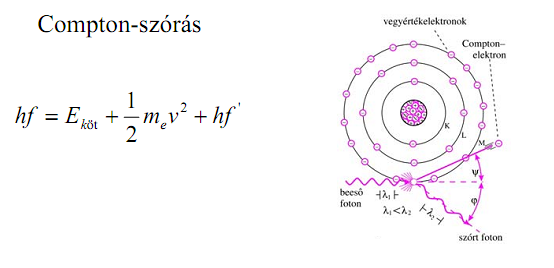 Compton-szórás
hf = E_köt + \frac{1}{2} m_e v^2 + hf'
vegyértékelektronok
Compton–
elektron
K
L
M
ψ
beeső
foton
λ₁
λ₁<λ₂
λ₂
φ
szórt foton